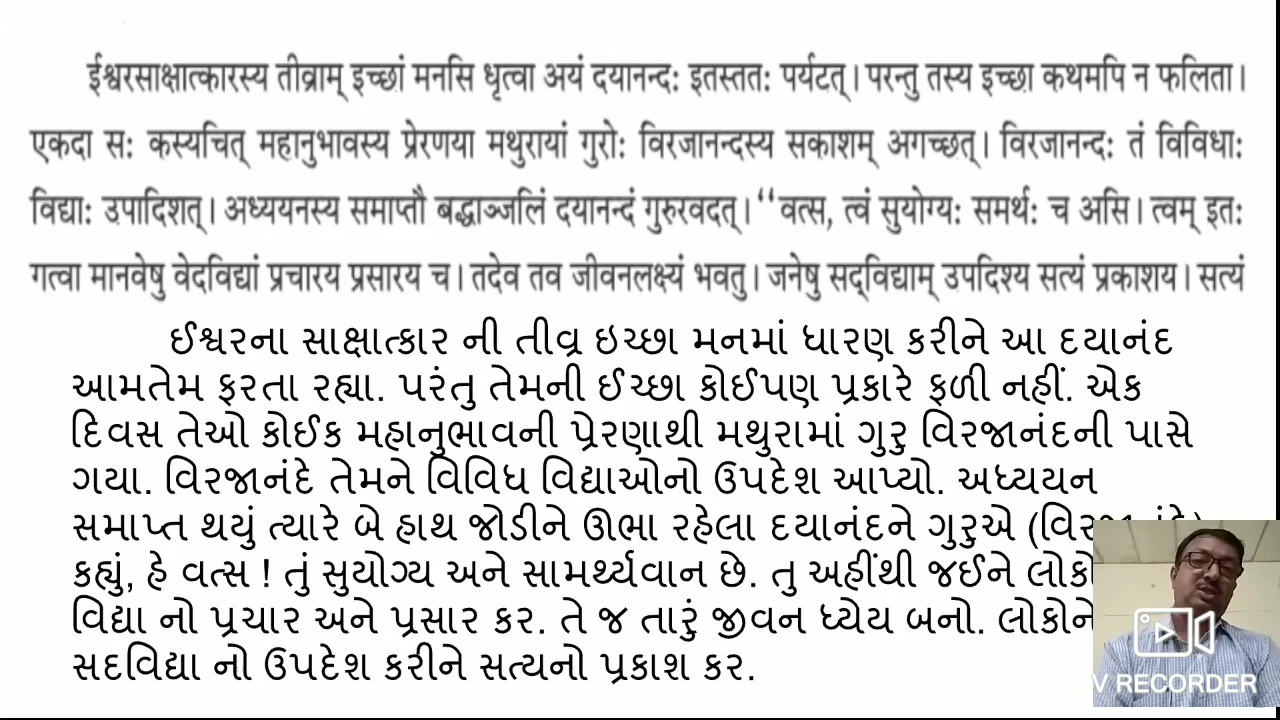 ईश्वरसाक्षात्कारस्य तीव्राम् इच्छां मनसि धृत्वा अयं दयानन्दः इतस्ततः पर्यटत्। परन्तु तस्य इच्छा कथमपि न फलिता।
एकदा सः कस्यचित् महानुभावस्य प्रेरणया मथुरायां गुरोः विरजानन्दस्य सकाशम् अगच्छत्। विरजानन्दः तं विविधाः
विद्याः उपादिशत्। अध्ययनस्य समाप्तौ बद्धाञ्जलिं दयानन्दं गुरुरवदत्। “वत्स, त्वं सुयोग्यः समर्थः च असि। त्वम् इतः
गत्वा मानवेषु वेदविद्यां प्रचारय प्रसारय च। तदेव तव जीवनलक्ष्यं भवतु। जनेषु सद्विद्याम् उपदिश्य सत्यं प्रकाशय। सत्यं
ઈશ્વરના સાક્ષાત્કાર ની તીવ્ર ઇચ્છા મનમાં ધારણ કરીને આ દયાનંદ
આમતેમ ફરતા રહ્યા. પરંતુ તેમની ઈચ્છા કોઈપણ પ્રકારે ફળી નહીં. એક
દિવસ તેઓ કોઈક મહાનુભાવની પ્રેરણાથી મથુરામાં ગુરુ વિરજાનંદની પાસે
ગયા. વિરજાનંદે તેમને વિવિધ વિદ્યાઓનો ઉપદેશ આપ્યો. અધ્યયન
સમાપ્ત થયું ત્યારે બે હાથ જોડીને ઊભા રહેલા દયાનંદને ગુરુએ
કહ્યું, હે વત્સ ! તું સુયોગ્ય અને સામર્થ્યવાન છે. તુ અહીંથી જઈને
વિદ્યા નો પ્રચાર અને પ્રસાર કર. તે જ તારું જીવન ધ્યેય બનો. લોકોને
સદવિદ્યા નો ઉપદેશ કરીને સત્યનો પ્રકાશ કર.
V RECORDER